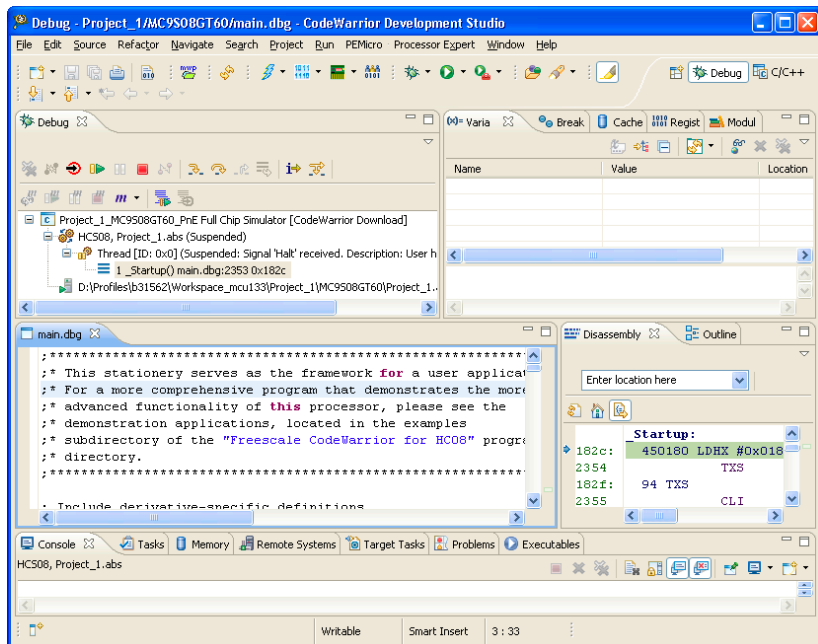 Debug - Project_1/MC9S08GT60/main.dbg - CodeWarrior Development Studio
File Edit Source Refactor Navigate Search Project Run PEMicro Processor Expert Window Help
Debug C/C++
Debug
(x)= Varia Break Cache Regist Modul
Name Value Location
Project_1_MC9S08GT60_PnE Full Chip Simulator [CodeWarrior Download]
HCS08, Project_1.abs (Suspended)
Thread [ID: 0x0] (Suspended: Signal 'Halt' received. Description: User h
1 _Startup() main.dbg:2353 0x182c
D:\Profiles\b31562\Workspace_mcu133\Project_1\MC9S08GT60\Project_1.
main.dbg
;*******************************************************************
;* This stationery serves as the framework for a user applicat
;* For a more comprehensive program that demonstrates the more
;* advanced functionality of this processor, please see the
;* demonstration applications, located in the examples
;* subdirectory of the "Freescale CodeWarrior for HC08" progra
;* directory.
;*******************************************************************
; Include derivative-specific definitions
Disassembly Outline
Enter location here
_Startup:
182c: 450180 LDHX #0x018
2354 TXS
182f: 94 TXS
2355 CLI
Console Tasks Memory Remote Systems Target Tasks Problems Executables
HCS08, Project_1.abs
Writable Smart Insert 3 : 33